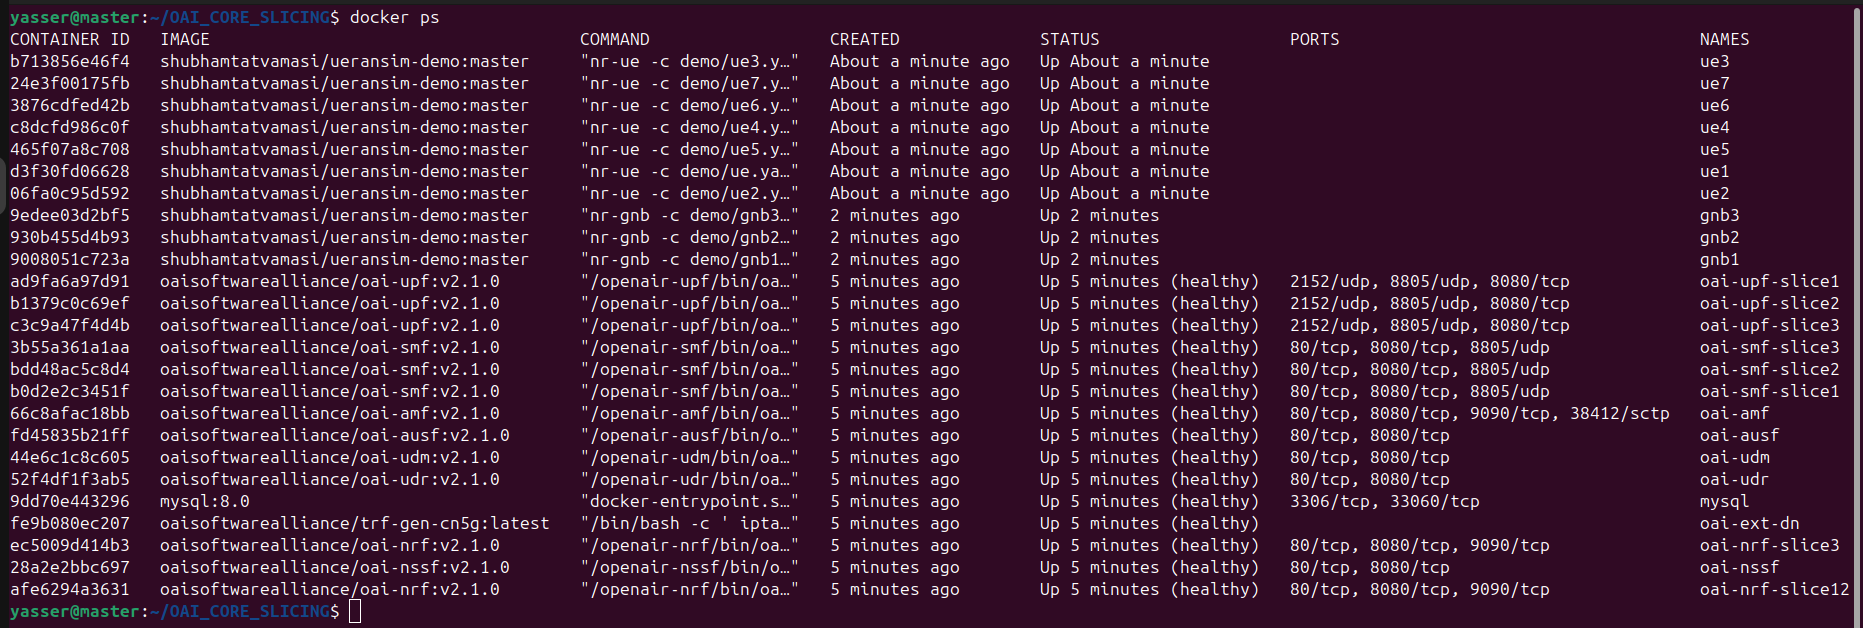 yasser@master:~/OAI_CORE_SLICING$ docker ps
CONTAINER ID   IMAGE                                     COMMAND                  CREATED              STATUS                   PORTS                                    NAMES
b713856e46f4   shubhamtatvamasi/ueransim-demo:master     "nr-ue -c demo/ue3.y…"   About a minute ago   Up About a minute                                                 ue3
24e3f00175fb   shubhamtatvamasi/ueransim-demo:master     "nr-ue -c demo/ue7.y…"   About a minute ago   Up About a minute                                                 ue7
3876cdfed42b   shubhamtatvamasi/ueransim-demo:master     "nr-ue -c demo/ue6.y…"   About a minute ago   Up About a minute                                                 ue6
c8dcfd986c0f   shubhamtatvamasi/ueransim-demo:master     "nr-ue -c demo/ue4.y…"   About a minute ago   Up About a minute                                                 ue4
465f07a8c708   shubhamtatvamasi/ueransim-demo:master     "nr-ue -c demo/ue5.y…"   About a minute ago   Up About a minute                                                 ue5
d3f30fd06628   shubhamtatvamasi/ueransim-demo:master     "nr-ue -c demo/ue.ya…"   About a minute ago   Up About a minute                                                 ue1
06fa0c95d592   shubhamtatvamasi/ueransim-demo:master     "nr-ue -c demo/ue2.y…"   About a minute ago   Up About a minute                                                 ue2
9edee03d2bf5   shubhamtatvamasi/ueransim-demo:master     "nr-gnb -c demo/gnb3…"   2 minutes ago        Up 2 minutes                                                      gnb3
930b455d4b93   shubhamtatvamasi/ueransim-demo:master     "nr-gnb -c demo/gnb2…"   2 minutes ago        Up 2 minutes                                                      gnb2
9008051c723a   shubhamtatvamasi/ueransim-demo:master     "nr-gnb -c demo/gnb1…"   2 minutes ago        Up 2 minutes                                                      gnb1
ad9fa6a97d91   oaisoftwarealliance/oai-upf:v2.1.0        "/openair-upf/bin/oa…"   5 minutes ago        Up 5 minutes (healthy)   2152/udp, 8805/udp, 8080/tcp             oai-upf-slice1
b1379c0c69ef   oaisoftwarealliance/oai-upf:v2.1.0        "/openair-upf/bin/oa…"   5 minutes ago        Up 5 minutes (healthy)   2152/udp, 8805/udp, 8080/tcp             oai-upf-slice2
c3c9a47f4d4b   oaisoftwarealliance/oai-upf:v2.1.0        "/openair-upf/bin/oa…"   5 minutes ago        Up 5 minutes (healthy)   2152/udp, 8805/udp, 8080/tcp             oai-upf-slice3
3b55a361a1aa   oaisoftwarealliance/oai-smf:v2.1.0        "/openair-smf/bin/oa…"   5 minutes ago        Up 5 minutes (healthy)   80/tcp, 8080/tcp, 8805/udp               oai-smf-slice3
bdd48ac5c8d4   oaisoftwarealliance/oai-smf:v2.1.0        "/openair-smf/bin/oa…"   5 minutes ago        Up 5 minutes (healthy)   80/tcp, 8080/tcp, 8805/udp               oai-smf-slice2
b0d2e2c3451f   oaisoftwarealliance/oai-smf:v2.1.0        "/openair-smf/bin/oa…"   5 minutes ago        Up 5 minutes (healthy)   80/tcp, 8080/tcp, 8805/udp               oai-smf-slice1
66c8afac18bb   oaisoftwarealliance/oai-amf:v2.1.0        "/openair-amf/bin/oa…"   5 minutes ago        Up 5 minutes (healthy)   80/tcp, 8080/tcp, 9090/tcp, 38412/sctp   oai-amf
fd45835b21ff   oaisoftwarealliance/oai-ausf:v2.1.0       "/openair-ausf/bin/o…"   5 minutes ago        Up 5 minutes (healthy)   80/tcp, 8080/tcp                         oai-ausf
44e6c1c8c605   oaisoftwarealliance/oai-udm:v2.1.0        "/openair-udm/bin/oa…"   5 minutes ago        Up 5 minutes (healthy)   80/tcp, 8080/tcp                         oai-udm
52f4df1f3ab5   oaisoftwarealliance/oai-udr:v2.1.0        "/openair-udr/bin/oa…"   5 minutes ago        Up 5 minutes (healthy)   80/tcp, 8080/tcp                         oai-udr
9dd70e443296   mysql:8.0                                 "docker-entrypoint.s…"   5 minutes ago        Up 5 minutes (healthy)   3306/tcp, 33060/tcp                      mysql
fe9b080ec207   oaisoftwarealliance/trf-gen-cn5g:latest   "/bin/bash -c ' ipta…"   5 minutes ago        Up 5 minutes (healthy)                                            oai-ext-dn
ec5009d414b3   oaisoftwarealliance/oai-nrf:v2.1.0        "/openair-nrf/bin/oa…"   5 minutes ago        Up 5 minutes (healthy)   80/tcp, 8080/tcp, 9090/tcp               oai-nrf-slice3
28a2e2bbc697   oaisoftwarealliance/oai-nssf:v2.1.0       "/openair-nssf/bin/o…"   5 minutes ago        Up 5 minutes (healthy)   80/tcp, 8080/tcp                         oai-nssf
afe6294a3631   oaisoftwarealliance/oai-nrf:v2.1.0        "/openair-nrf/bin/oa…"   5 minutes ago        Up 5 minutes (healthy)   80/tcp, 8080/tcp, 9090/tcp               oai-nrf-slice12
yasser@master:~/OAI_CORE_SLICING$